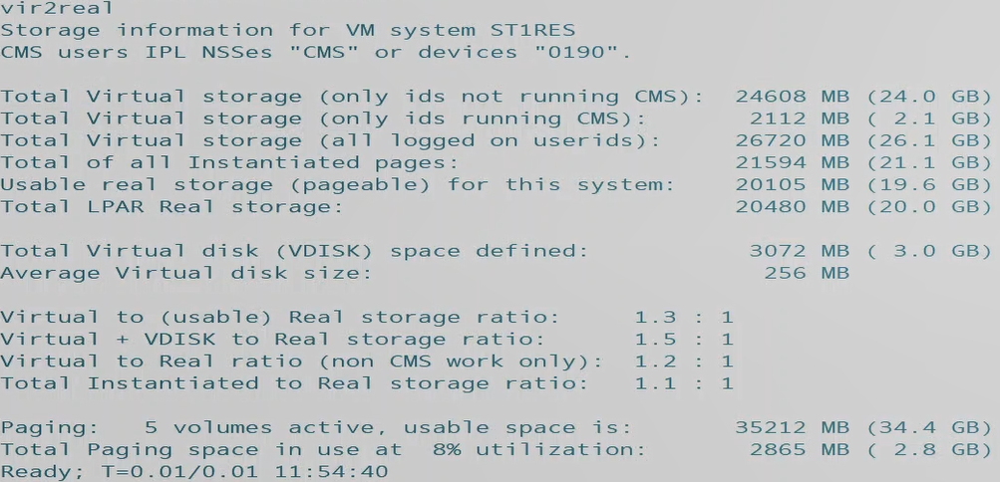 vir2real
Storage information for VM system ST1RES
CMS users IPL NSSes "CMS" or devices "0190".
Total Virtual storage (only ids not running CMS): 24608 MB (24.0 GB)
Total Virtual storage (only ids running CMS): 2112 MB ( 2.1 GB)
Total Virtual storage (all logged on userids): 26720 MB (26.1 GB)
Total of all Instantiated pages: 21594 MB (21.1 GB)
Usable real storage (pageable) for this system: 20105 MB (19.6 GB)
Total LPAR Real storage: 20480 MB (20.0 GB)
Total Virtual disk (VDISK) space defined: 3072 MB ( 3.0 GB)
Average Virtual disk size: 256 MB
Virtual to (usable) Real storage ratio: 1.3 : 1
Virtual + VDISK to Real storage ratio: 1.5 : 1
Virtual to Real ratio (non CMS work only): 1.2 : 1
Total Instantiated to Real storage ratio: 1.1 : 1
Paging: 5 volumes active, usable space is: 35212 MB (34.4 GB)
Total Paging space in use at 8% utilization: 2865 MB ( 2.8 GB)
Ready; T=0.01/0.01 11:54:40